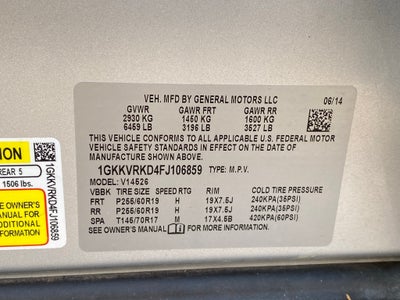 VEH. MFD BY GENERAL MOTORS LLC 06/14
GVWR GAWR FRT GAWR RR
2930 KG 1450 KG 1600 KG
6459 LB 3196 LB 3527 LB
THIS VEHICLE CONFORMS TO ALL APPLICABLE U.S. FEDERAL MOTOR
VEHICLE SAFETY STANDARDS IN EFFECT ON THE DATE OF
MANUFACTURE SHOWN ABOVE.
1GKKVRKD4FJ106859 TYPE: M.P.V.
MODEL: V14526
VBBK TIRE SIZE SPEED RTG RIM COLD TIRE PRESSURE
FRT P255/60R19 H 19X7.5J 240KPA(35PSI)
RR P255/60R19 H 19X7.5J 240KPA(35PSI)
SPA T145/70R17 M 17X4.5B 420KPA(60PSI)
SEE OWNER'S MANUAL FOR MORE INFORMATION.
TION
REAR 5
1506 lbs.
SEE OWNER'S
MANUAL FOR
ADDITIONAL
FORMATION
1GKKVRKD4FJ106859